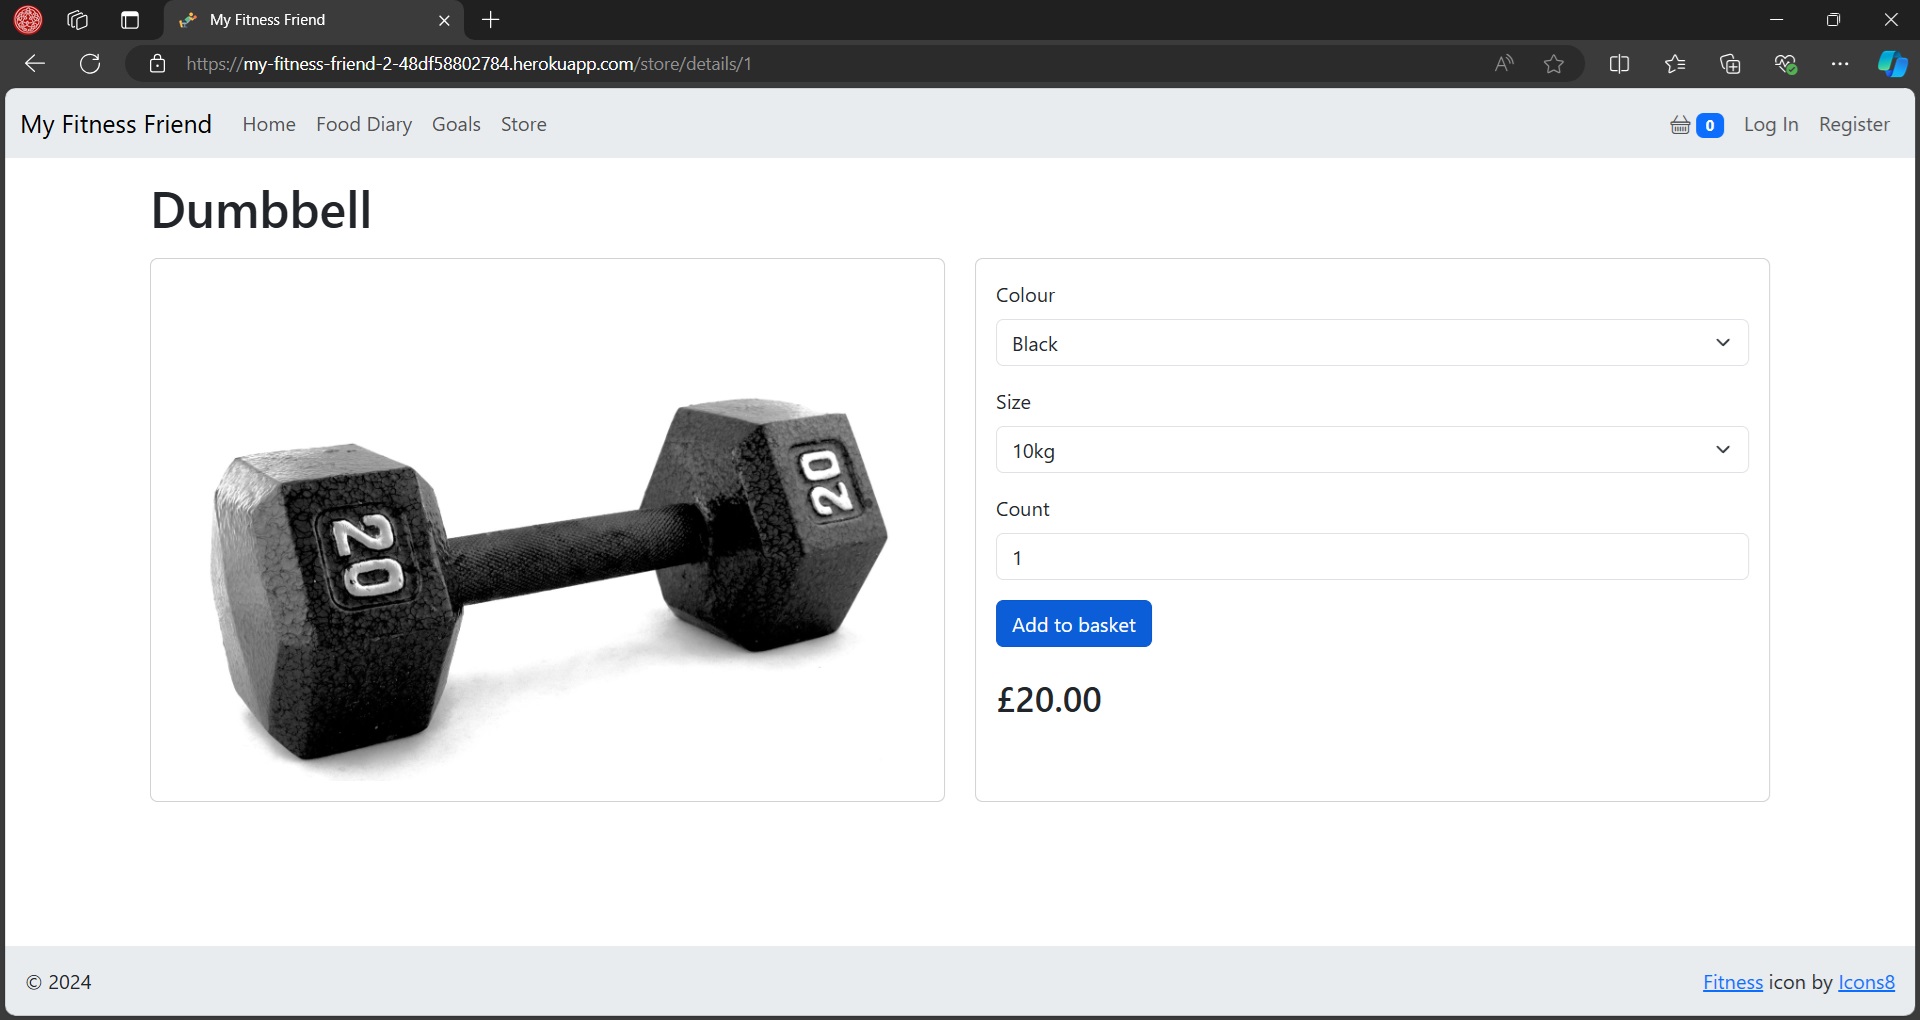 My Fitness Friend
https://my-fitness-friend-2-48df58802784.herokuapp.com/store/details/1
My Fitness Friend Home Food Diary Goals Store 0 Log In Register
Dumbbell
20
20
Colour
Black
Size
10kg
Count
1
Add to basket
£20.00
© 2024
Fitness icon by Icons8